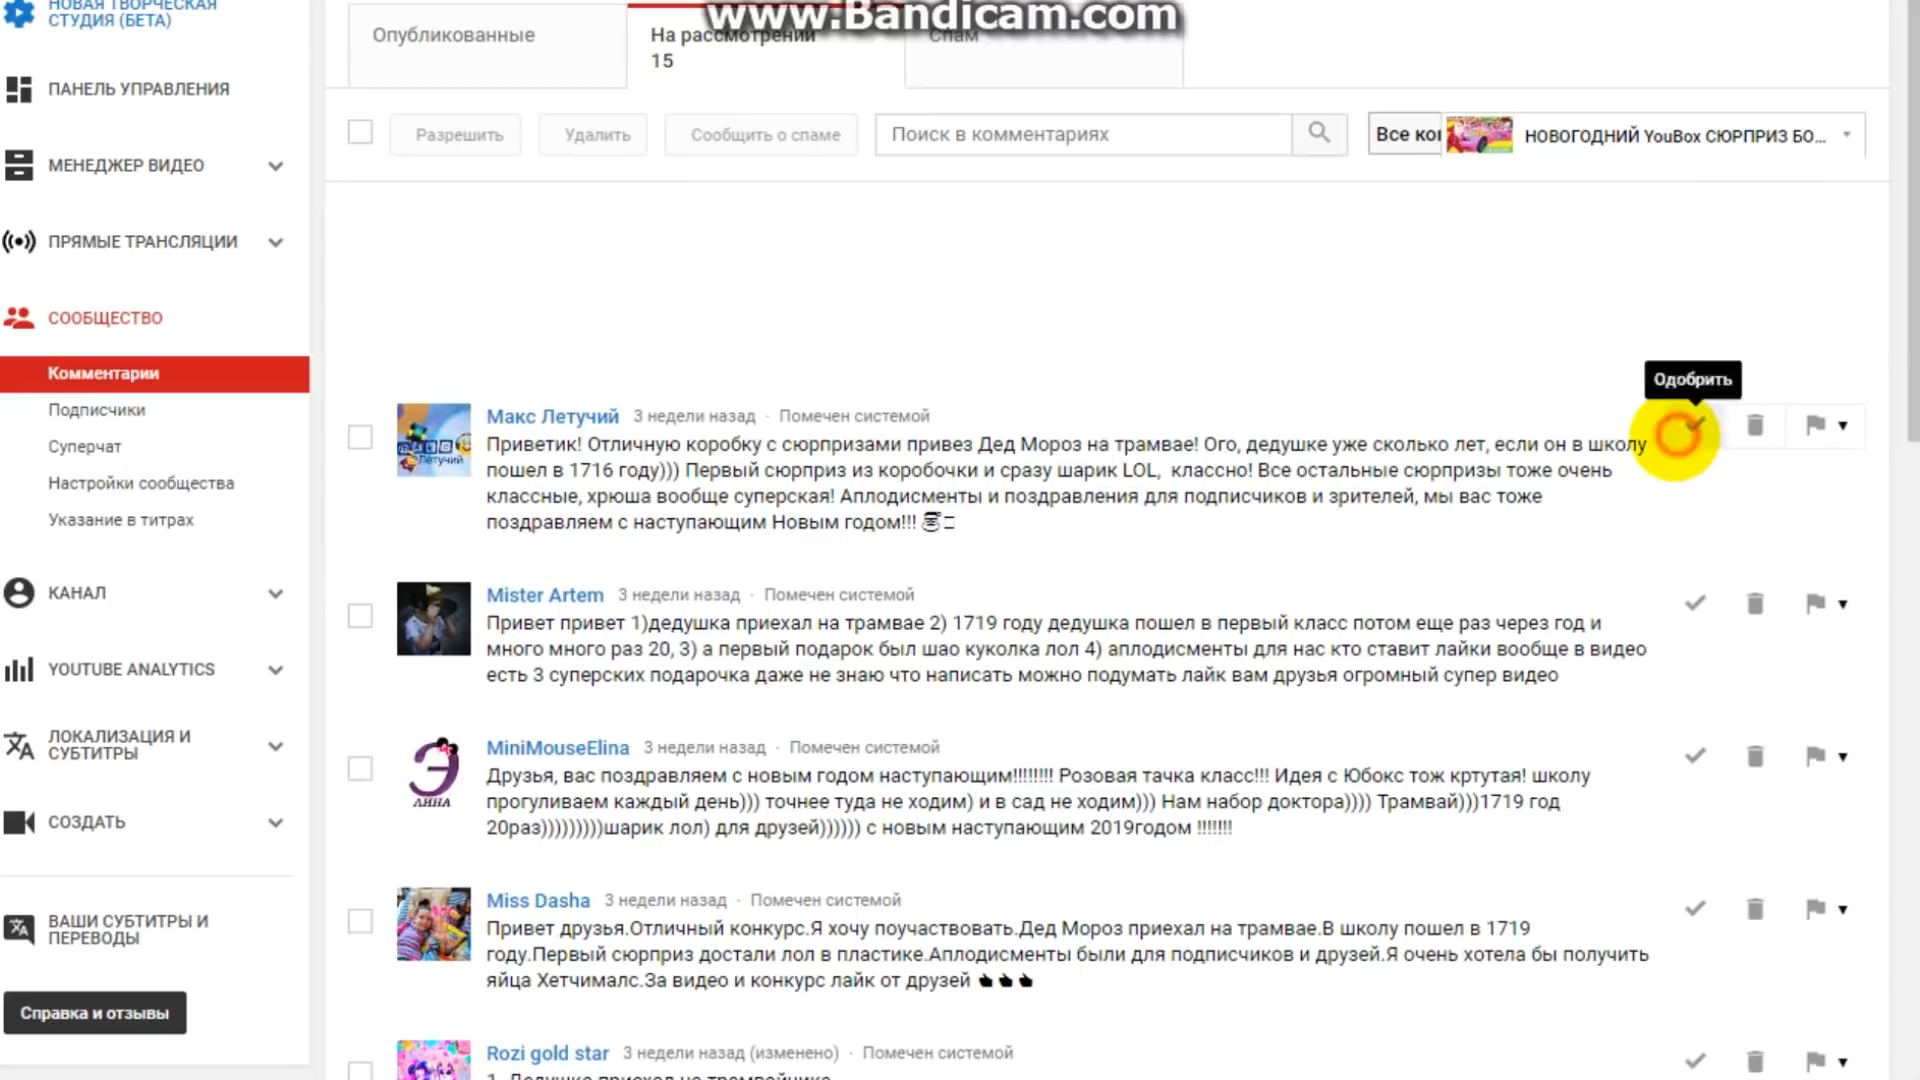 НОВАЯ ТВОРЧЕСКАЯ
СТУДИЯ (БЕТА)
ПАНЕЛЬ УПРАВЛЕНИЯ
МЕНЕДЖЕР ВИДЕО
ПРЯМЫЕ ТРАНСЛЯЦИИ
СООБЩЕСТВО
Комментарии
Подписчики
Суперчат
Настройки сообщества
Указание в титрах
КАНАЛ
YOUTUBE ANALYTICS
ЛОКАЛИЗАЦИЯ И
СУБТИТРЫ
СОЗДАТЬ
ВАШИ СУБТИТРЫ И
ПЕРЕВОДЫ
Справка и отзывы
www.Bandicam.com
Опубликованные
На рассмотрении
15
Спам
Разрешить
Удалить
Сообщить о спаме
Поиск в комментариях
Все ко
НОВОГОДНИЙ YouBox СЮРПРИЗ БО...
Одобрить
Макс Летучий 3 недели назад · Помечен системой
Приветик! Отличную коробку с сюрпризами привез Дед Мороз на трамвае! Ого, дедушке уже сколько лет, если он в школу
пошел в 1716 году))) Первый сюрприз из коробочки и сразу шарик LOL, классно! Все остальные сюрпризы тоже очень
классные, хрюша вообще суперская! Аплодисменты и поздравления для подписчиков и зрителей, мы вас тоже
поздравляем с наступающим Новым годом!!!
Mister Artem 3 недели назад · Помечен системой
Привет привет 1)дедушка приехал на трамвае 2) 1719 году дедушка пошел в первый класс потом еще раз через год и
много много раз 20, 3) а первый подарок был шао куколка лол 4) аплодисменты для нас кто ставит лайки вообще в видео
есть 3 суперских подарочка даже не знаю что написать можно подумать лайк вам друзья огромный супер видео
Э
ЛИНА
MiniMouseElina 3 недели назад · Помечен системой
Друзья, вас поздравляем с новым годом наступающим!!!!!!!! Розовая тачка класс!!! Идея с Юбокс тож кртутая! школу
прогуливаем каждый день))) точнее туда не ходим) и в сад не ходим))) Нам набор доктора)))) Трамвай)))1719 год
20раз)))))))))шарик лол) для друзей)))))) с новым наступающим 2019годом !!!!!!!
Miss Dasha 3 недели назад · Помечен системой
Привет друзья.Отличный конкурс.Я хочу поучаствовать.Дед Мороз приехал на трамвае.В школу пошел в 1719
году.Первый сюрприз достали лол в пластике.Аплодисменты были для подписчиков и друзей.Я очень хотела бы получить
яйца Хетчималс.За видео и конкурс лайк от друзей
Rozi gold star 3 недели назад (изменено) · Помечен системой
1. Дедушка приехал на трамвайчике